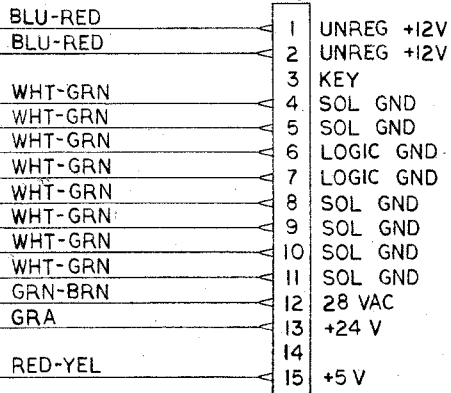 BLU-RED 1 UNREG +12V
BLU-RED 2 UNREG +12V
3 KEY
WHT-GRN 4 SOL GND
WHT-GRN 5 SOL GND
WHT-GRN 6 LOGIC GND
WHT-GRN 7 LOGIC GND
WHT-GRN 8 SOL GND
WHT-GRN 9 SOL GND
WHT-GRN 10 SOL GND
WHT-GRN 11 SOL GND
GRN-BRN 12 28 VAC
GRA 13 +24 V
14
RED-YEL 15 +5 V